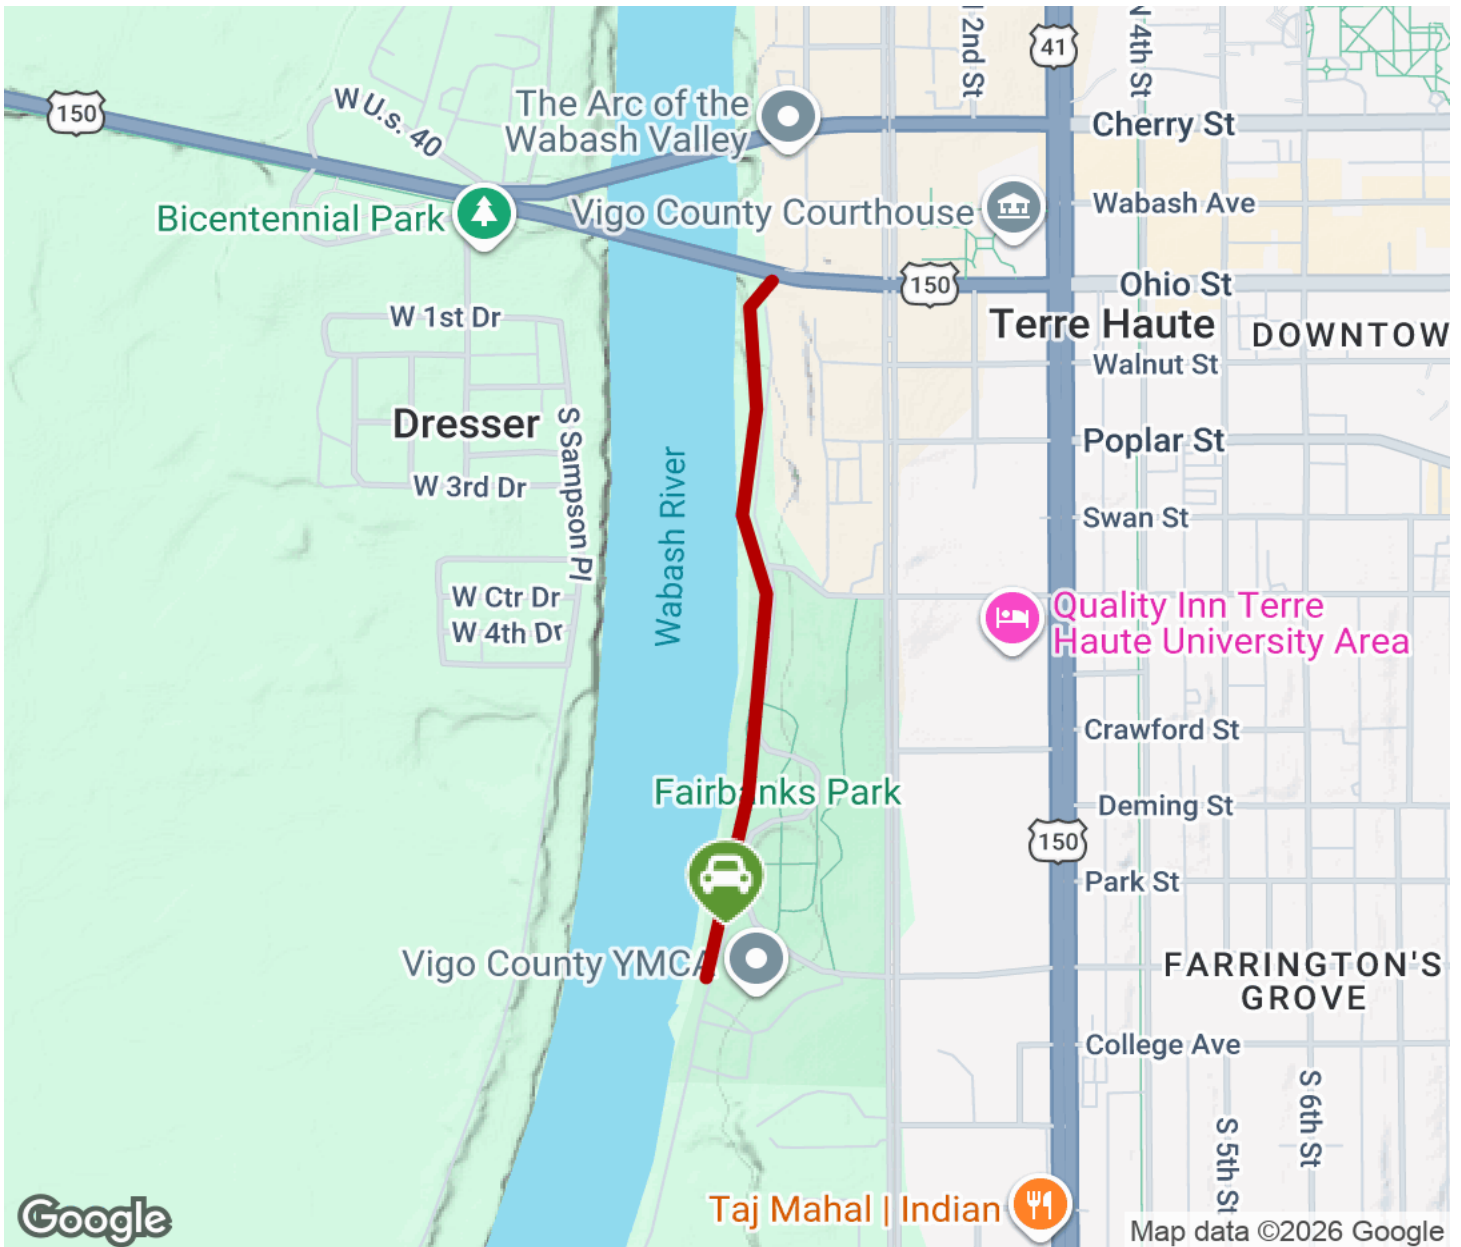 N 2nd St
41
N 4th St
150
W U.s. 40
The Arc of the
Wabash Valley
Cherry St
Bicentennial Park
Vigo County Courthouse
Wabash Ave
150
Ohio St
W 1st Dr
Terre Haute
DOWNTOW
Walnut St
Dresser
S Sampson Pl
Poplar St
Wabash River
W 3rd Dr
Swan St
W Ctr Dr
W 4th Dr
Quality Inn Terre
Haute University Area
Crawford St
Fairbanks Park
Deming St
150
Park St
Vigo County YMCA
FARRINGTON'S
GROVE
College Ave
S 6th St
S 5th St
Taj Mahal | Indian
Google
Map data ©2026 Google